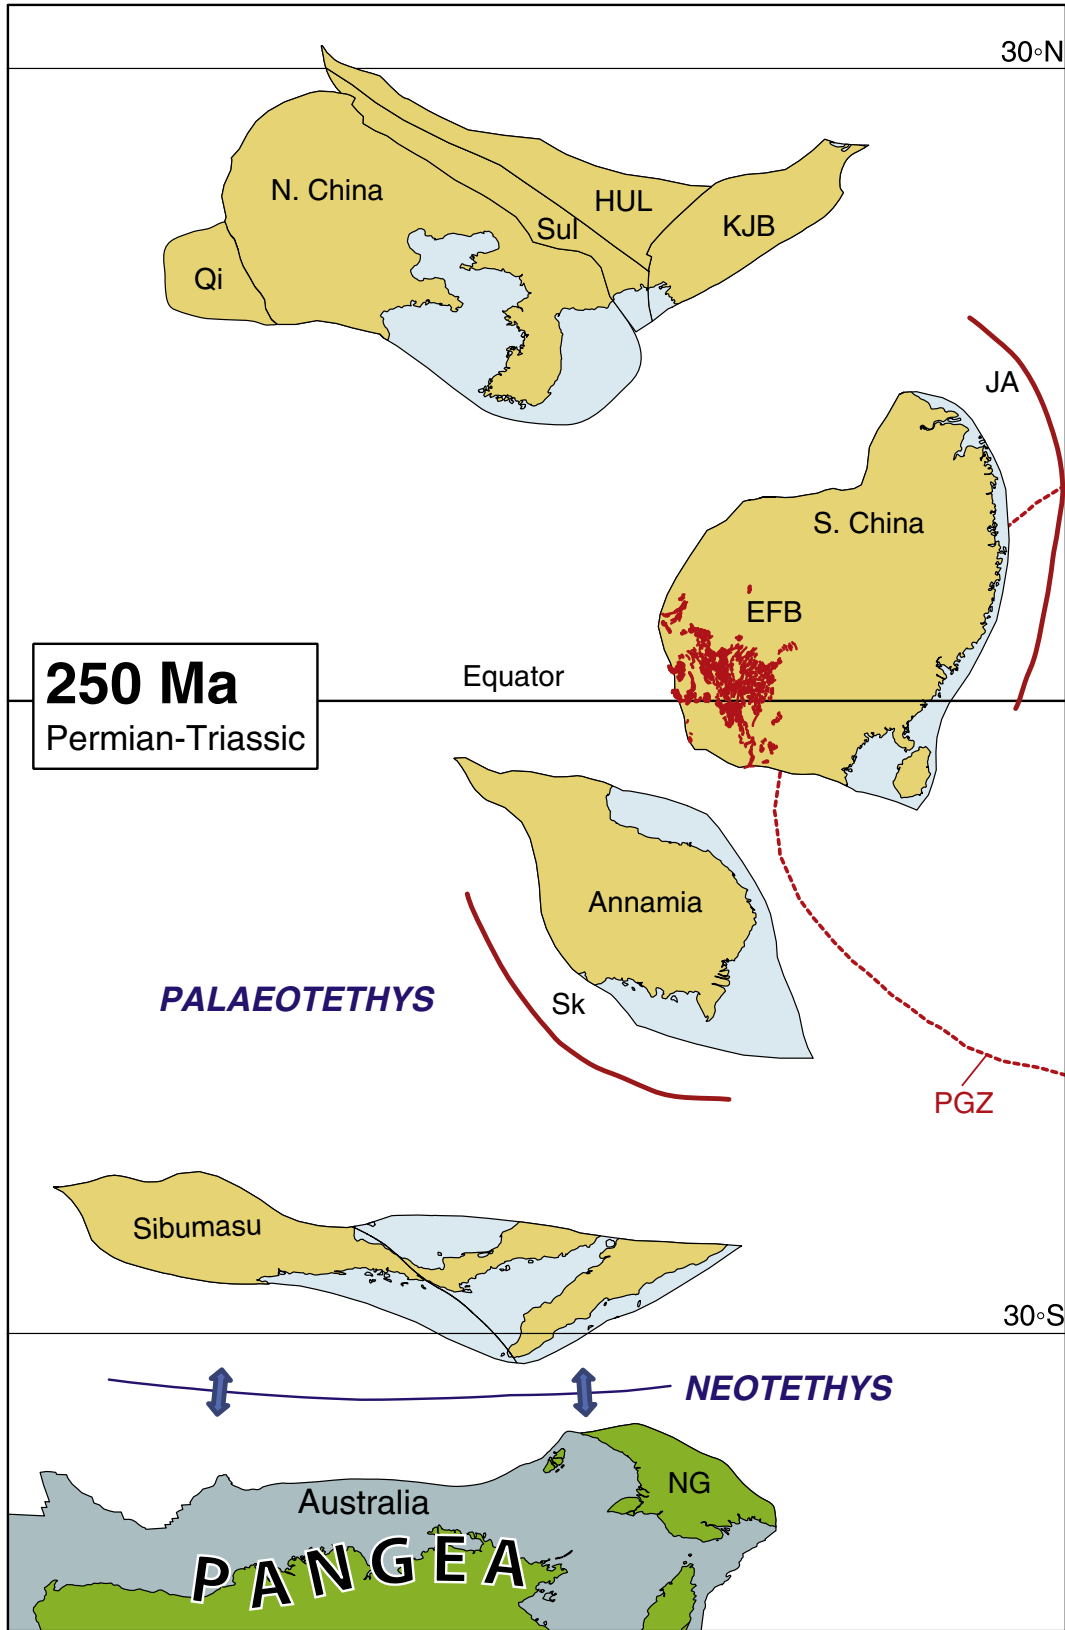 30°N
N. China
HUL
Sul
KJB
Qi
JA
S. China
EFB
250 Ma
Permian-Triassic
Equator
Annamia
PALAEOTETHYS
Sk
PGZ
Sibumasu
30°S
NEOTETHYS
NG
Australia
PANGEA